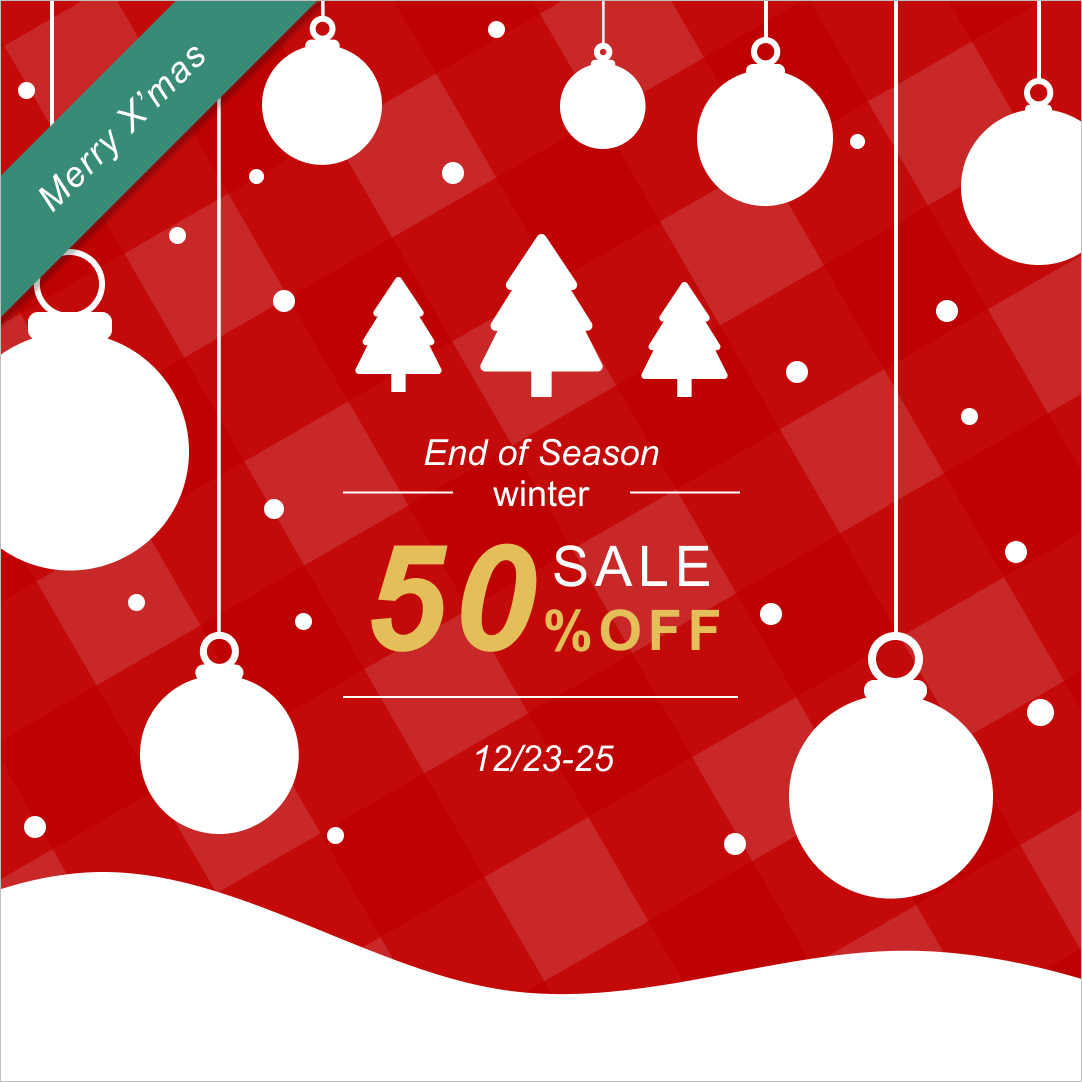 Merry X’mas
End of Season
winter
50 SALE
%OFF
12/23-25